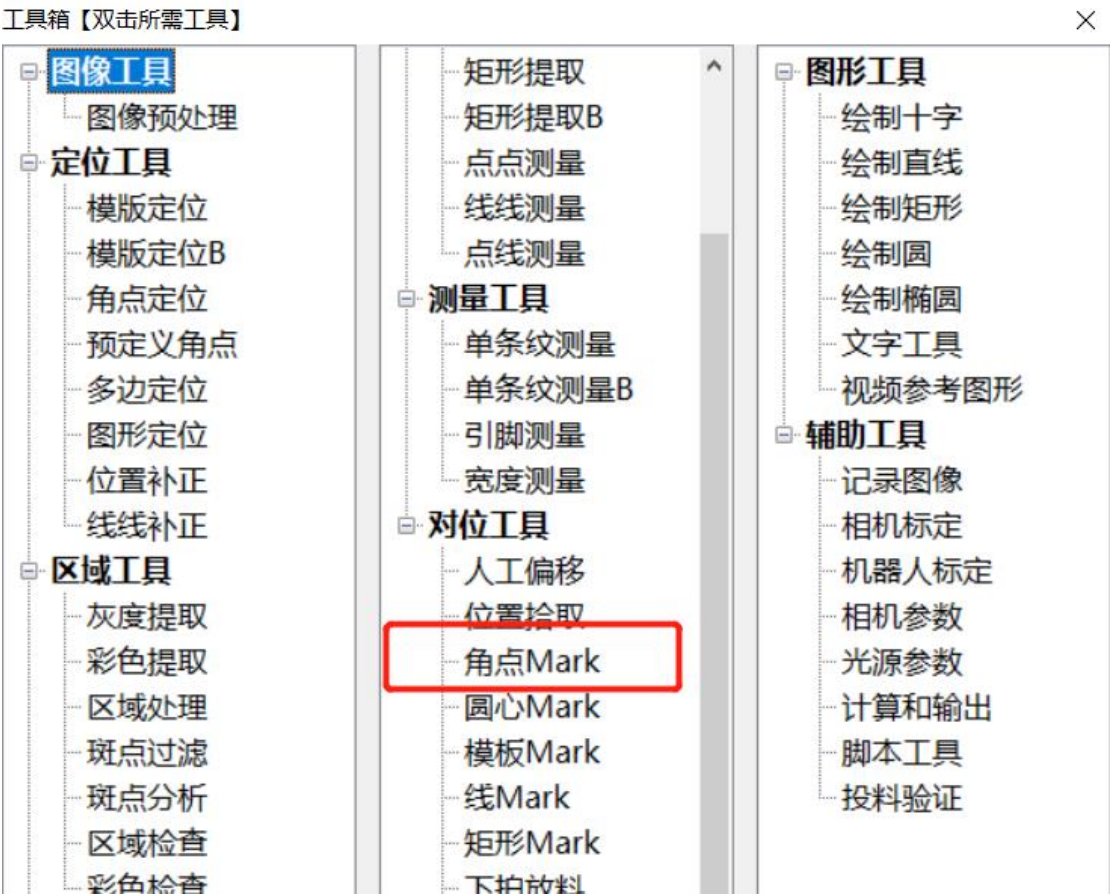 工具箱【双击所需工具】
图像工具
图像预处理
定位工具
模版定位
模版定位B
角点定位
预定义角点
多边定位
图形定位
位置补正
线线补正
区域工具
灰度提取
彩色提取
区域处理
斑点过滤
斑点分析
区域检查
彩色检查
矩形提取
矩形提取B
点点测量
线线测量
点线测量
测量工具
单条纹测量
单条纹测量B
引脚测量
宽度测量
对位工具
人工偏移
位置拾取
角点Mark
圆心Mark
模板Mark
线Mark
矩形Mark
下拍放料
图形工具
绘制十字
绘制直线
绘制矩形
绘制圆
绘制椭圆
文字工具
视频参考图形
辅助工具
记录图像
相机标定
机器人标定
相机参数
光源参数
计算和输出
脚本工具
投料验证